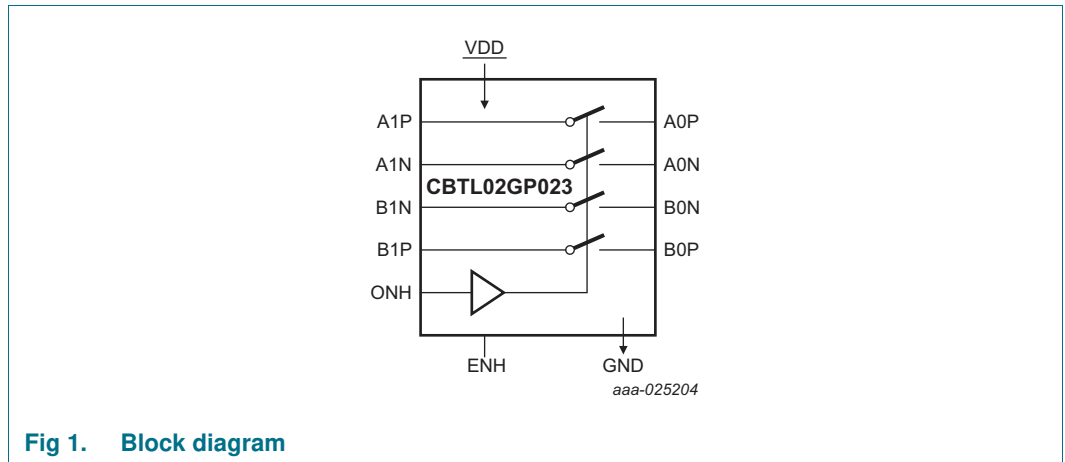 VDD
A1P
A0P
A1N
A0N
CBTL02GP023
B1N
B0N
B1P
B0P
ONH
ENH
GND
aaa-025204
Fig 1. Block diagram